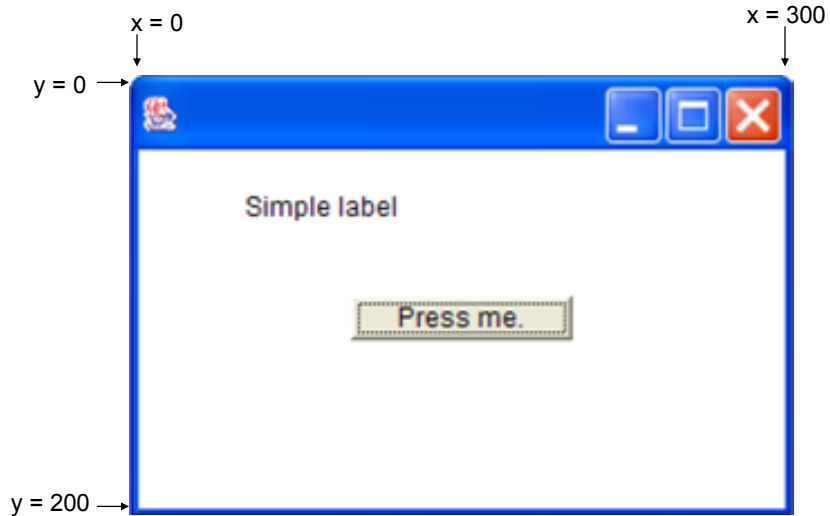 x = 0
x = 300
y = 0
Simple label
Press me.
y = 200